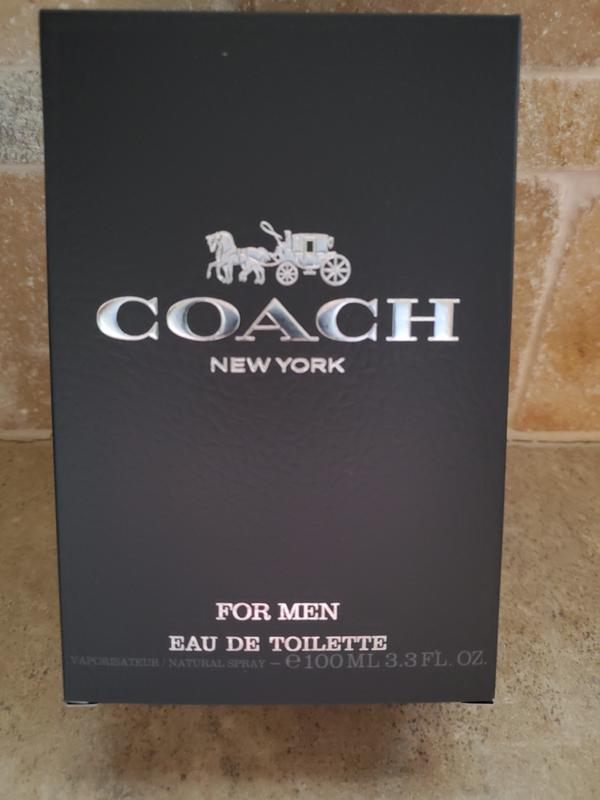 COACH
NEW YORK
FOR MEN
EAU DE TOILETTE
VAPORISATEUR / NATURAL SPRAY – ℮ 100 ML 3.3 FL. OZ.